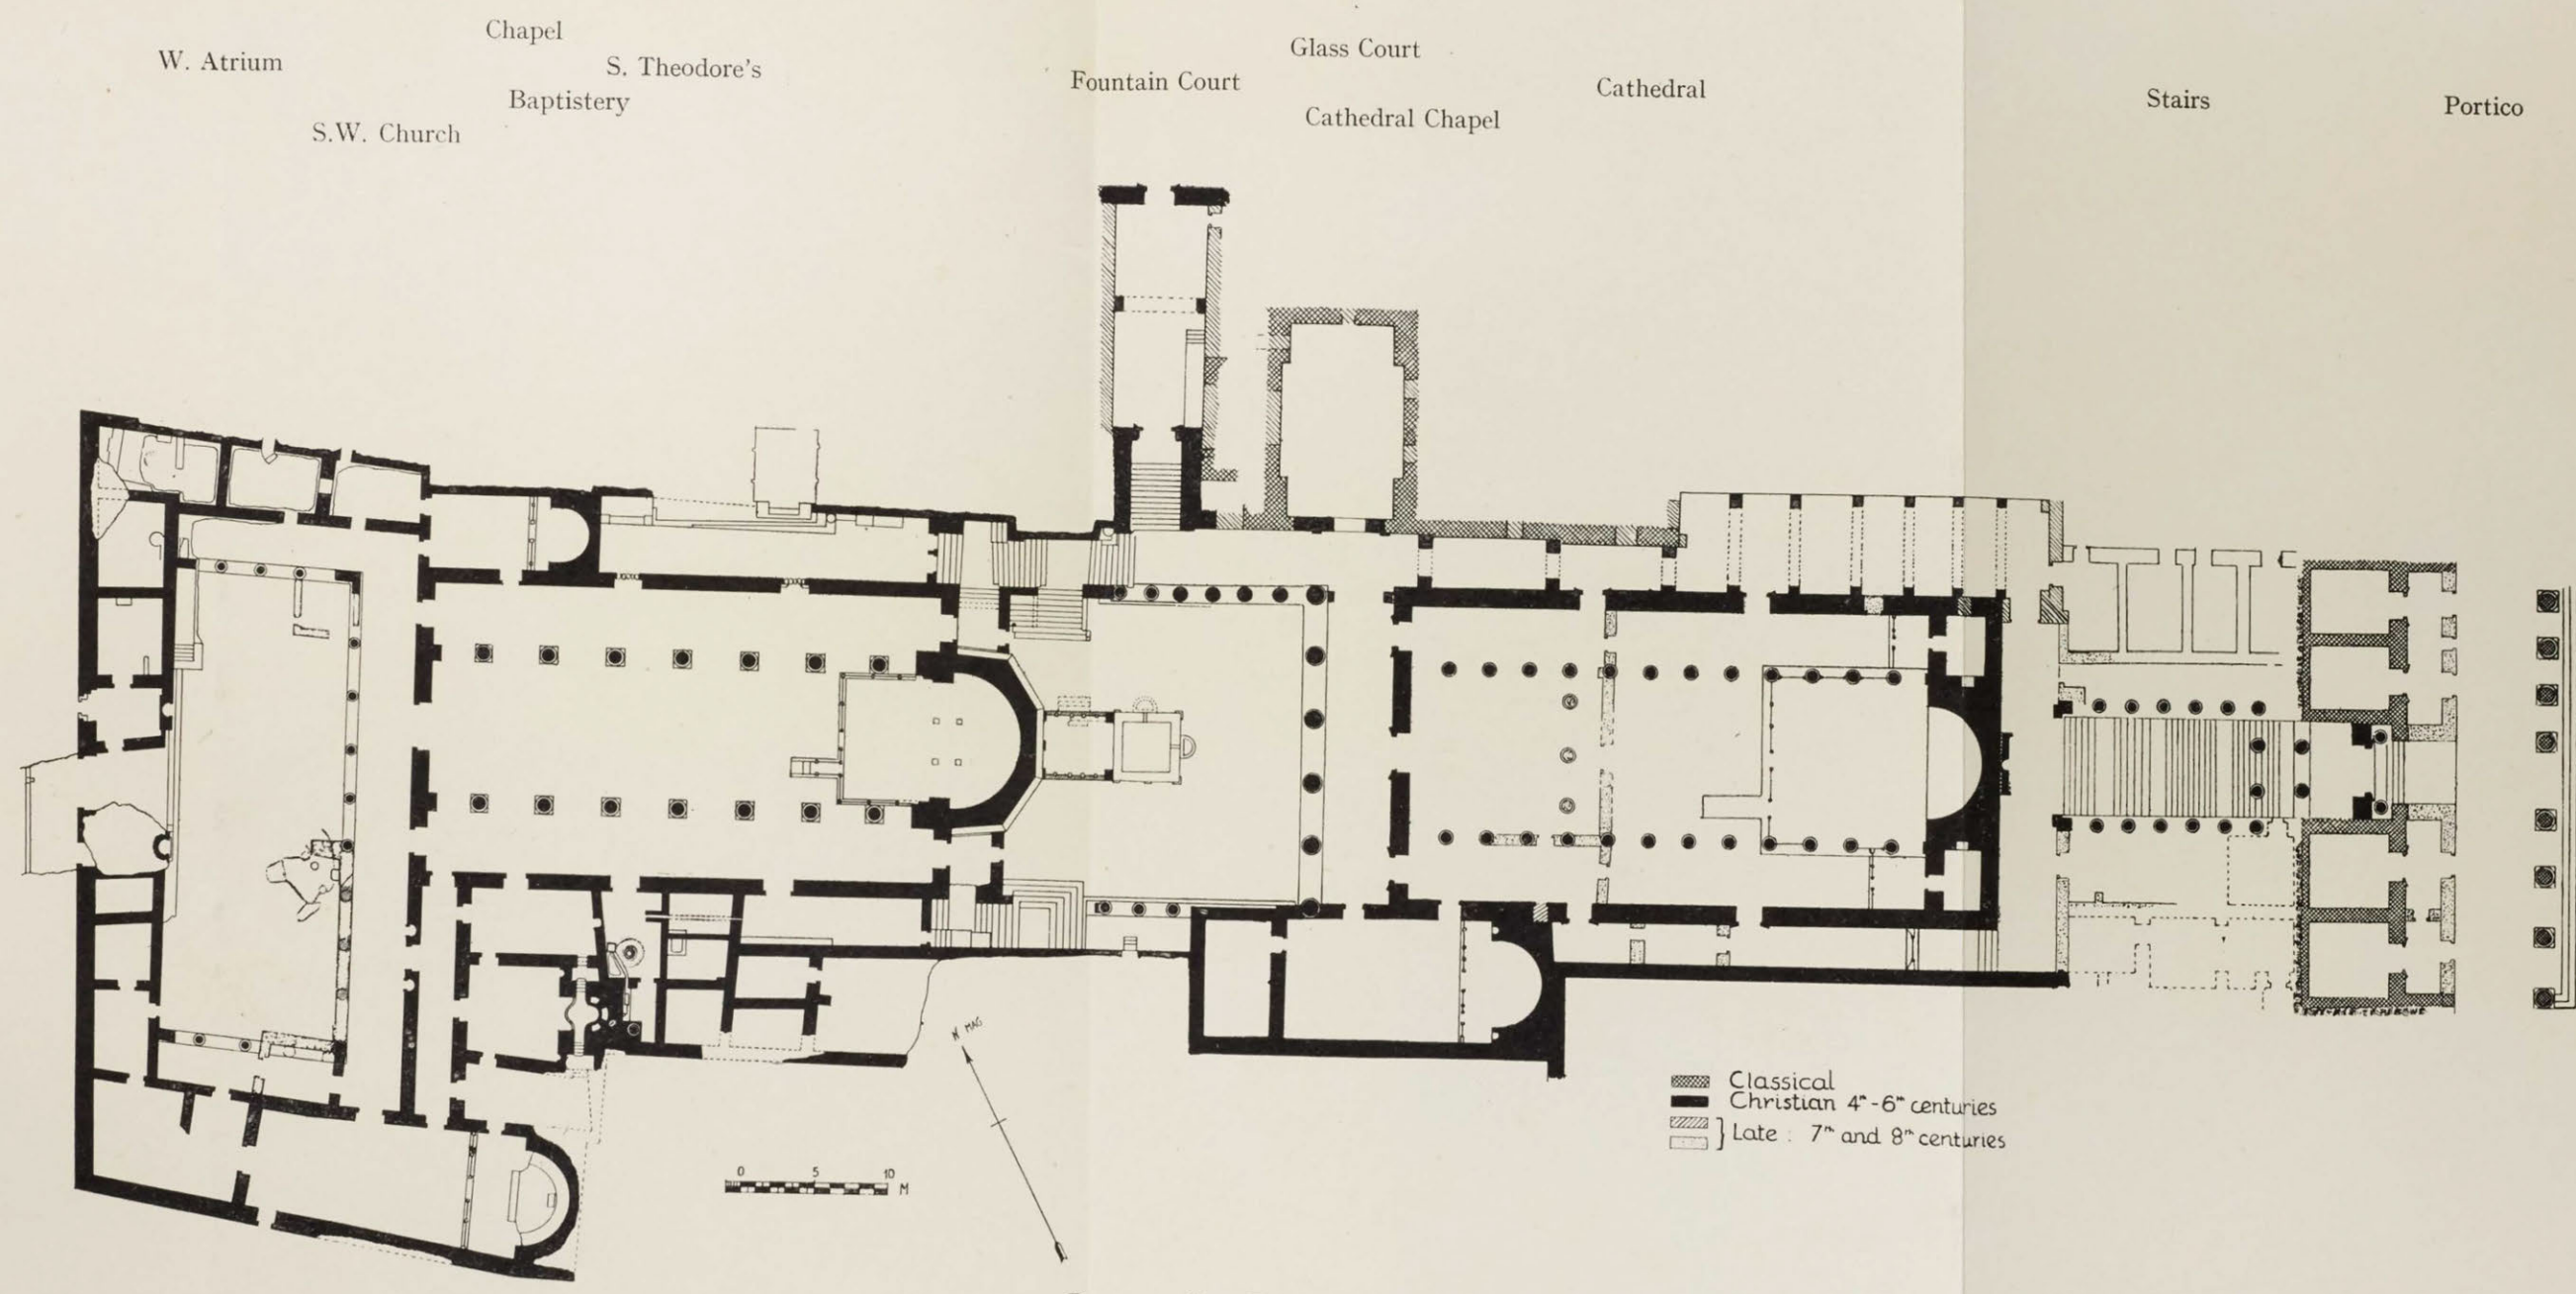 Chapel
W. Atrium
S. Theodore's
Baptistery
S.W. Church
Glass Court
Fountain Court
Cathedral
Cathedral Chapel
Stairs
Portico
N MAG
0 5 10 M
Classical
Christian 4th-6th centuries
} Late : 7th and 8th centuries